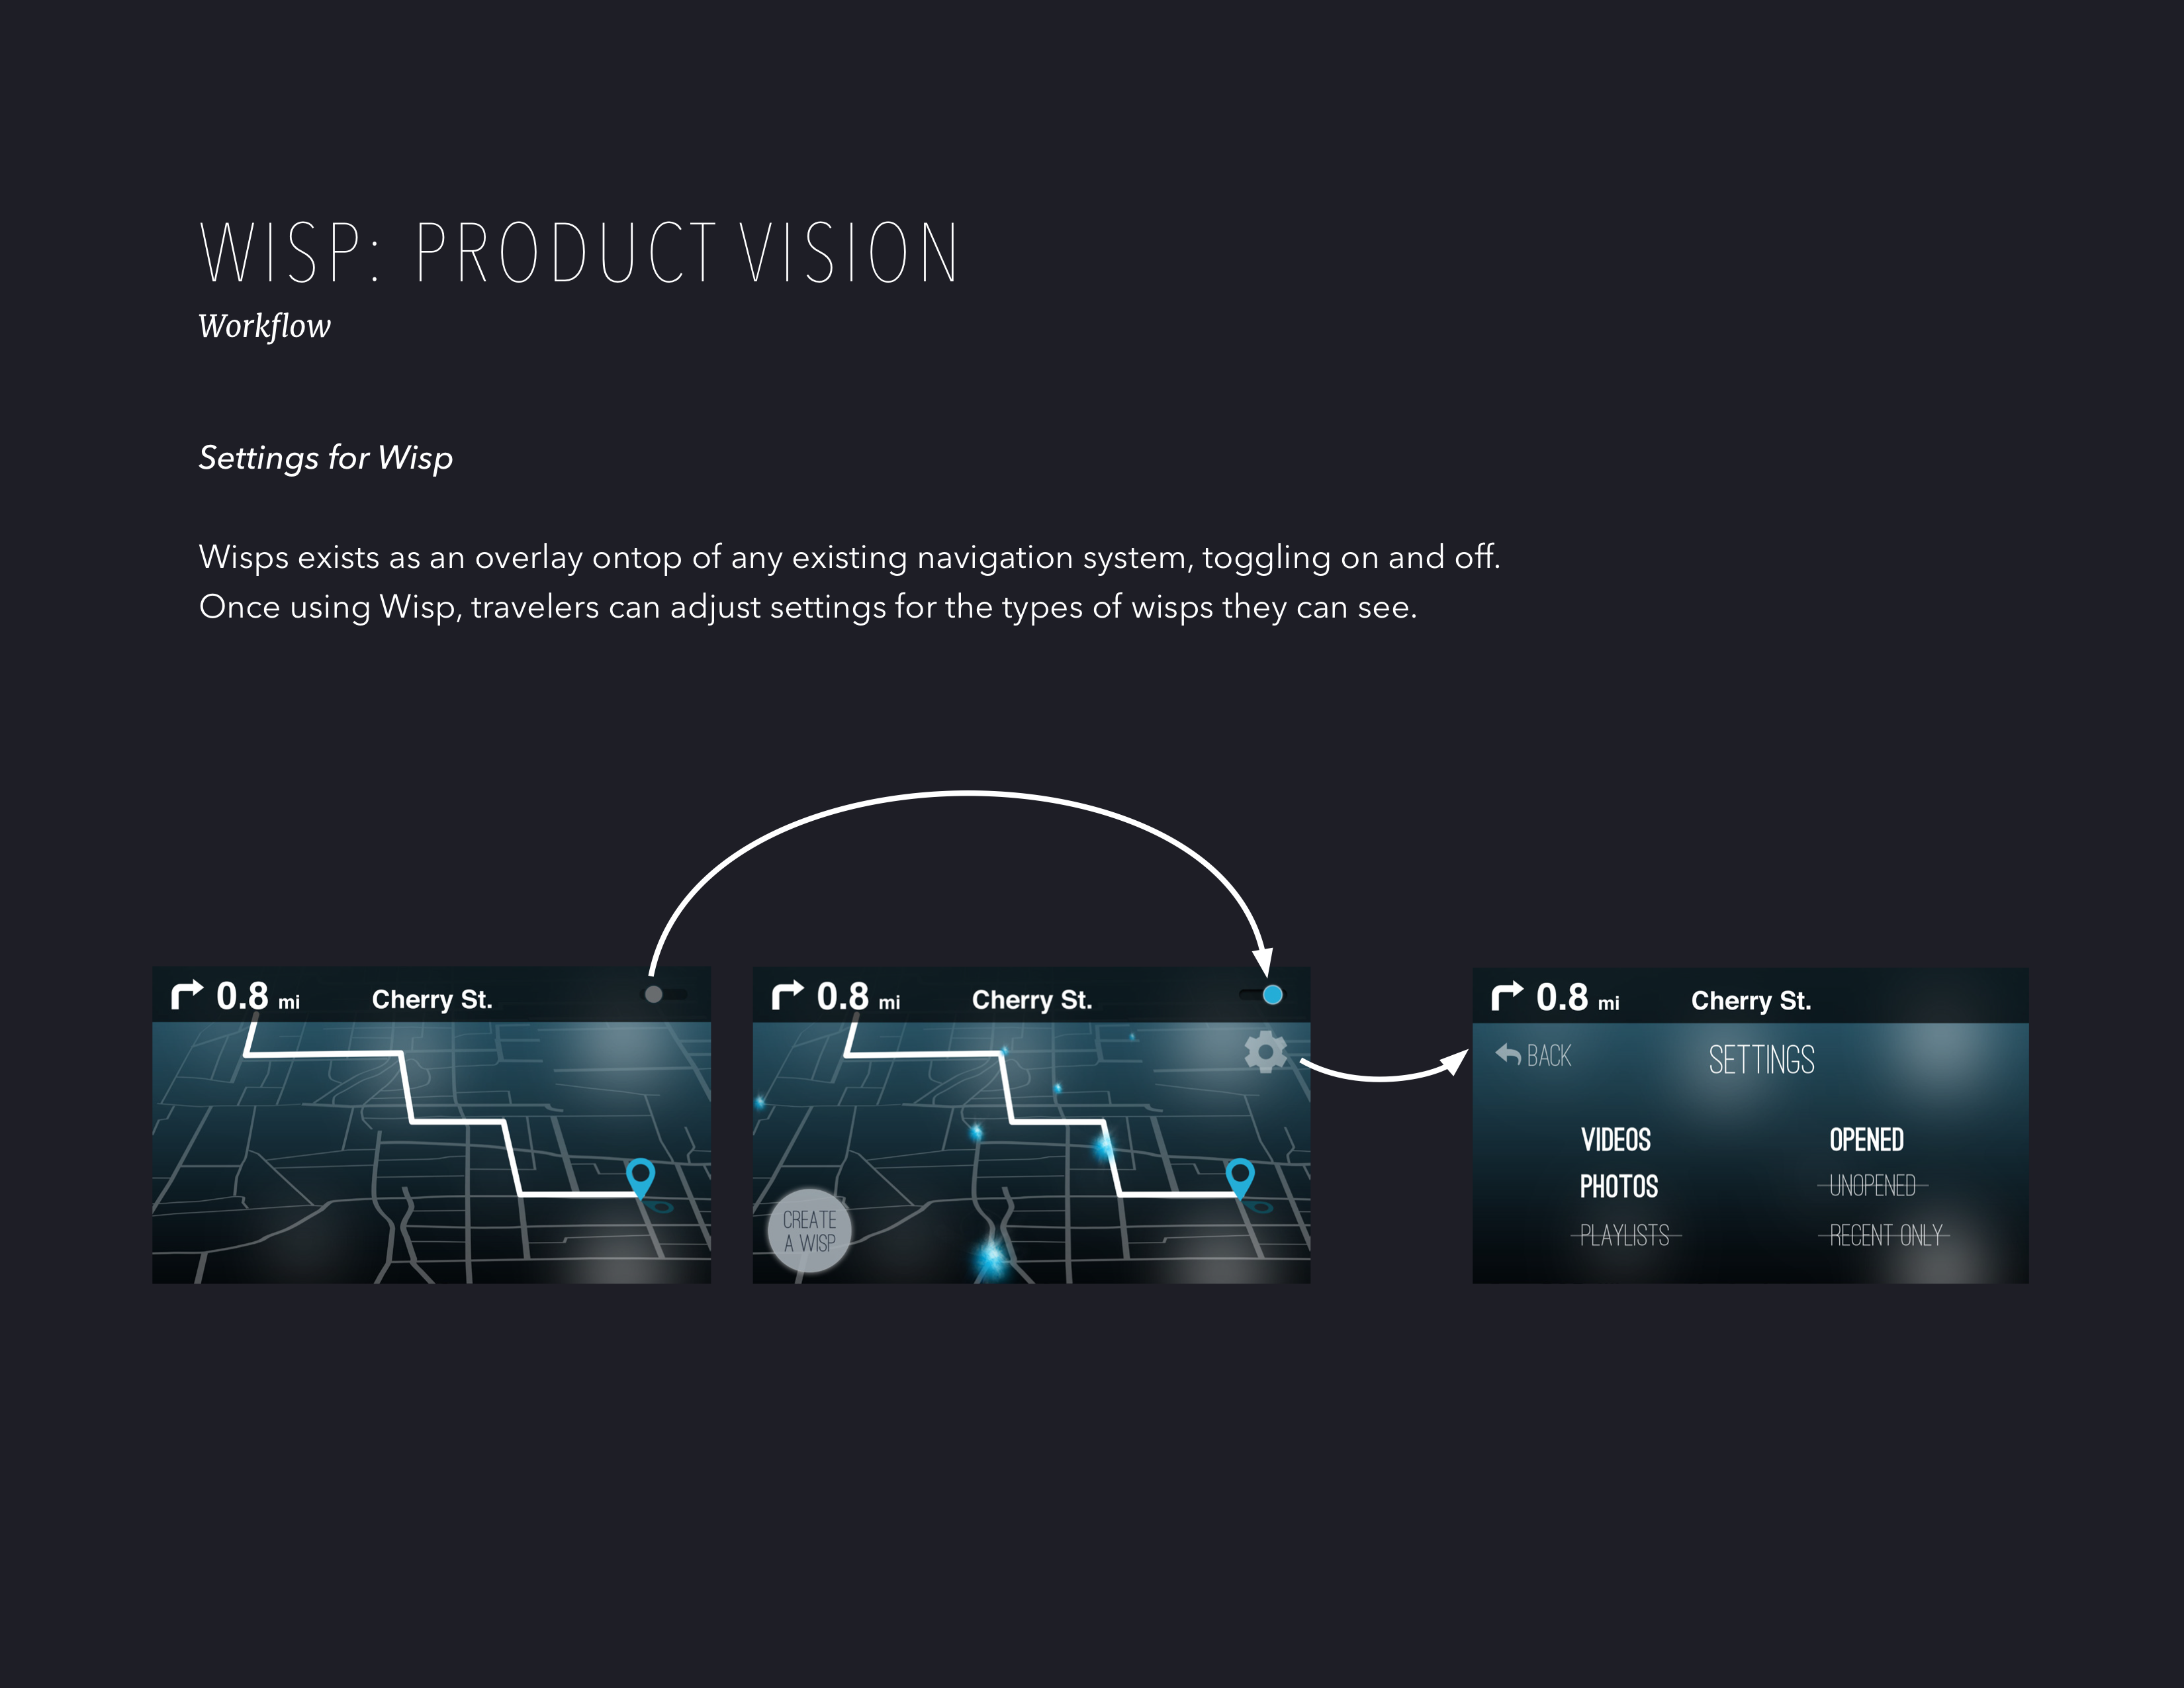 WISP: PRODUCT VISION
Workflow
Settings for Wisp
Wisps exists as an overlay ontop of any existing navigation system, toggling on and off.
Once using Wisp, travelers can adjust settings for the types of wisps they can see.
0.8 mi Cherry St.
0.8 mi Cherry St.
CREATE
A WISP
0.8 mi Cherry St.
BACK SETTINGS
VIDEOS OPENED
PHOTOS UNOPENED
PLAYLISTS RECENT ONLY